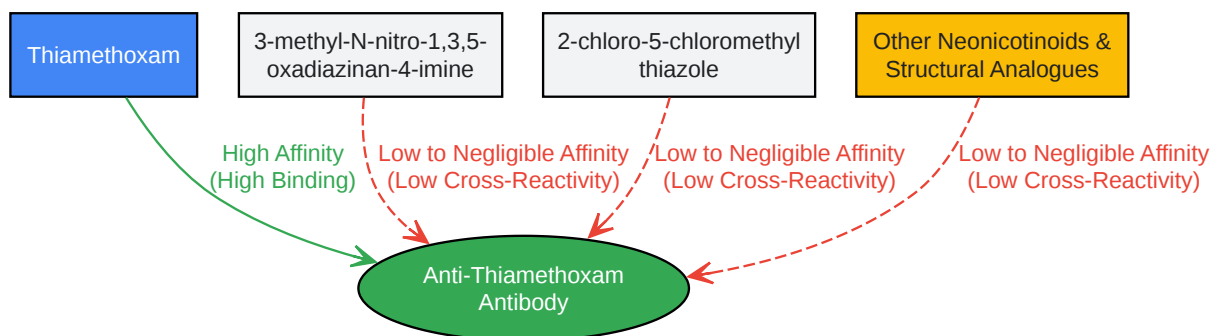 Thiamethoxam
3-methyl-N-nitro-1,3,5-
oxadiazinan-4-imine
2-chloro-5-chloromethyl
thiazole
Other Neonicotinoids &
Structural Analogues
High Affinity
(High Binding)
Low to Negligible Affinity
(Low Cross-Reactivity)
Low to Negligible Affinity
(Low Cross-Reactivity)
Low to Negligible Affinity
(Low Cross-Reactivity)
Anti-Thiamethoxam
Antibody